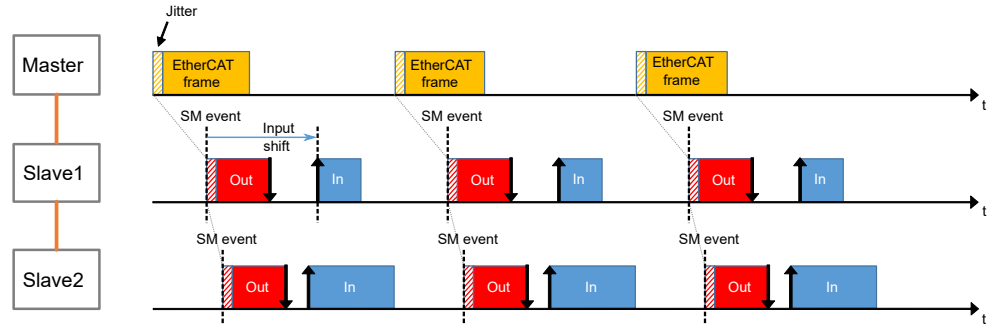 Jitter
Master
EtherCAT
frame
EtherCAT
frame
EtherCAT
frame
t
SM event
SM event
SM event
Input
shift
Slave1
Out
In
Out
In
Out
In
t
SM event
SM event
SM event
Slave2
Out
In
Out
In
Out
In
t